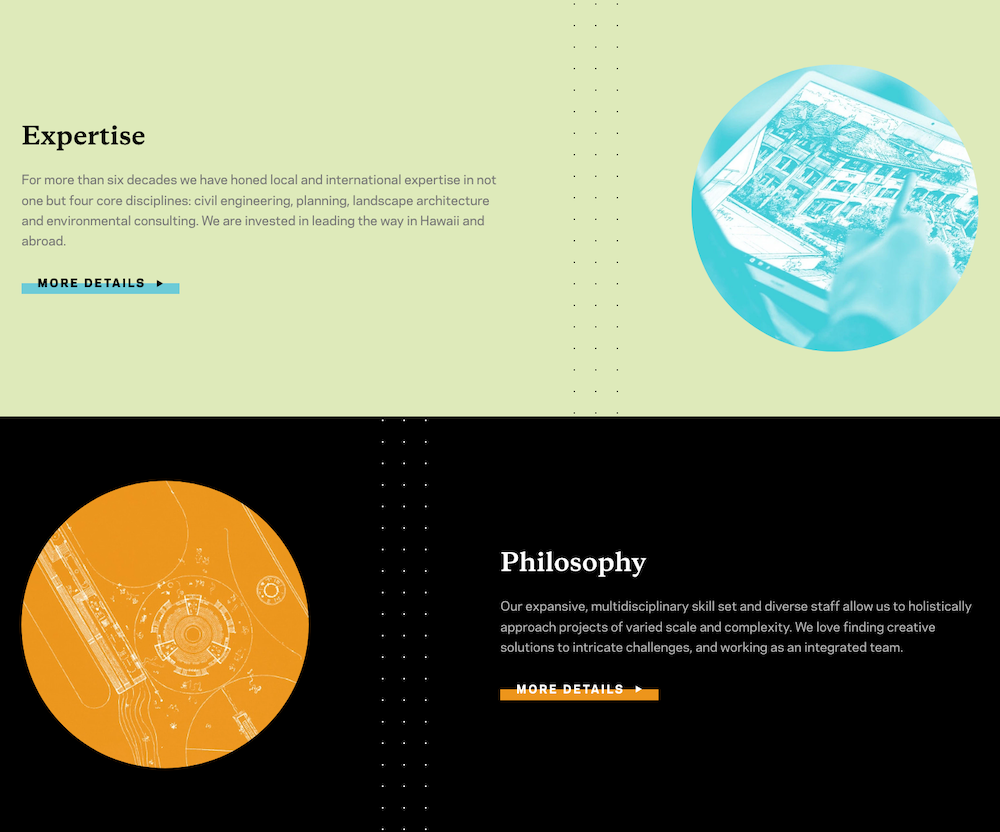 Expertise
For more than six decades we have honed local and international expertise in not
one but four core disciplines: civil engineering, planning, landscape architecture
and environmental consulting. We are invested in leading the way in Hawaii and
abroad.
MORE DETAILS
Philosophy
Our expansive, multidisciplinary skill set and diverse staff allow us to holistically
approach projects of varied scale and complexity. We love finding creative
solutions to intricate challenges, and working as an integrated team.
MORE DETAILS